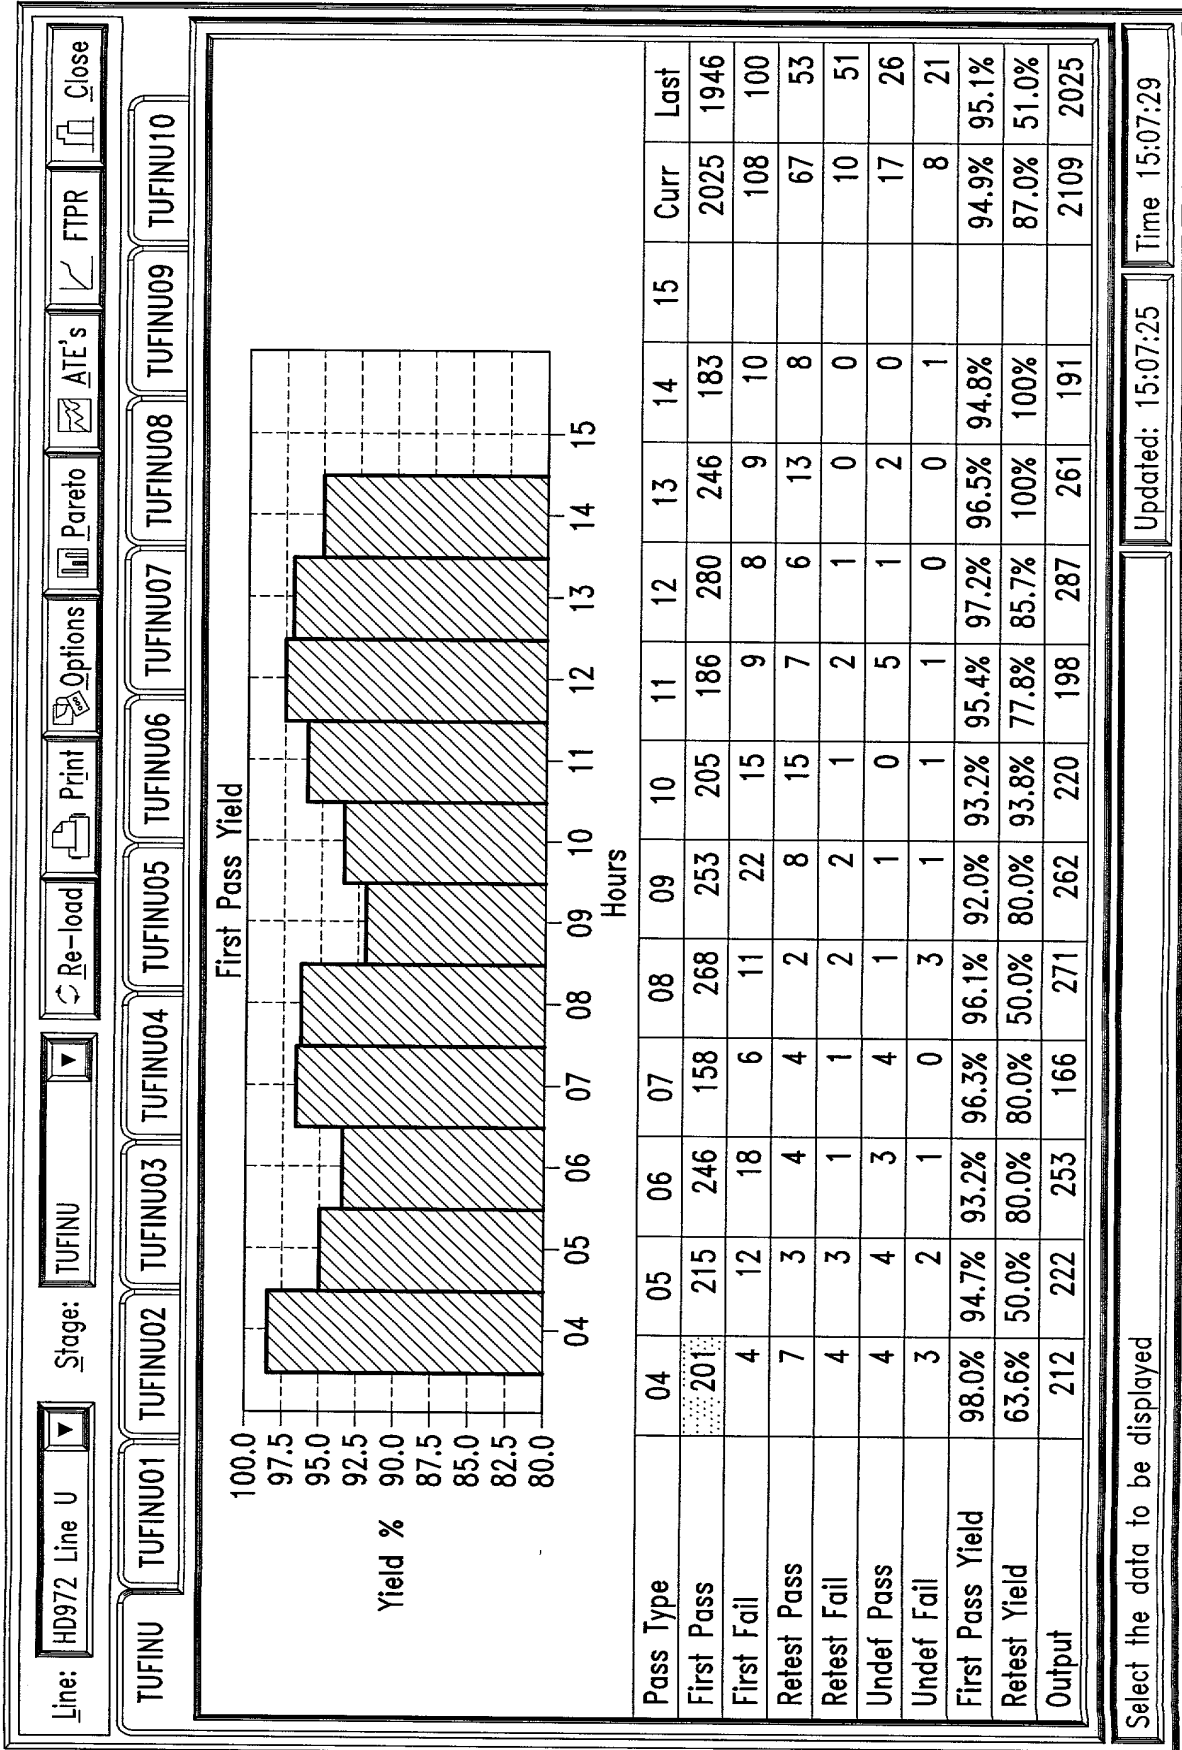 Line: HD972 Line U Stage: TUFINU Re-load Print Options Pareto ATE's FTPR Close
TUFINU TUFINU01 TUFINU02 TUFINU03 TUFINU04 TUFINU05 TUFINU06 TUFINU07 TUFINU08 TUFINU09 TUFINU10
First Pass Yield
100.0
97.5
95.0
92.5
90.0
87.5
85.0
82.5
80.0
Yield %
04 05 06 07 08 09 10 11 12 13 14 15
Hours
Pass Type 04 05 06 07 08 09 10 11 12 13 14 15 Curr Last
First Pass 201 215 246 158 268 253 205 186 280 246 183 2025 1946
First Fail 4 12 18 6 11 22 15 9 8 9 10 108 100
Retest Pass 7 3 4 4 2 8 15 7 6 13 8 67 53
Retest Fail 4 3 1 1 2 2 1 2 1 0 0 10 51
Undef Pass 4 4 3 4 1 1 0 5 1 2 0 17 26
Undef Fail 3 2 1 0 3 1 1 1 0 0 1 8 21
First Pass Yield 98.0% 94.7% 93.2% 96.3% 96.1% 92.0% 93.2% 95.4% 97.2% 96.5% 94.8% 94.9% 95.1%
Retest Yield 63.6% 50.0% 80.0% 80.0% 50.0% 80.0% 93.8% 77.8% 85.7% 100% 100% 87.0% 51.0%
Output 212 222 253 166 271 262 220 198 287 261 191 2109 2025
Select the data to be displayed Updated: 15:07:25 Time 15:07:29